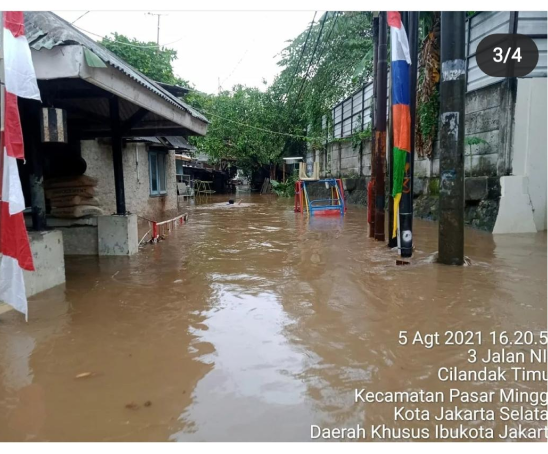 3/4
5 Agt 2021 16.20.5
3 Jalan NI
Cilandak Timu
Kecamatan Pasar Mingg
Kota Jakarta Selata
Daerah Khusus Ibukota Jakart